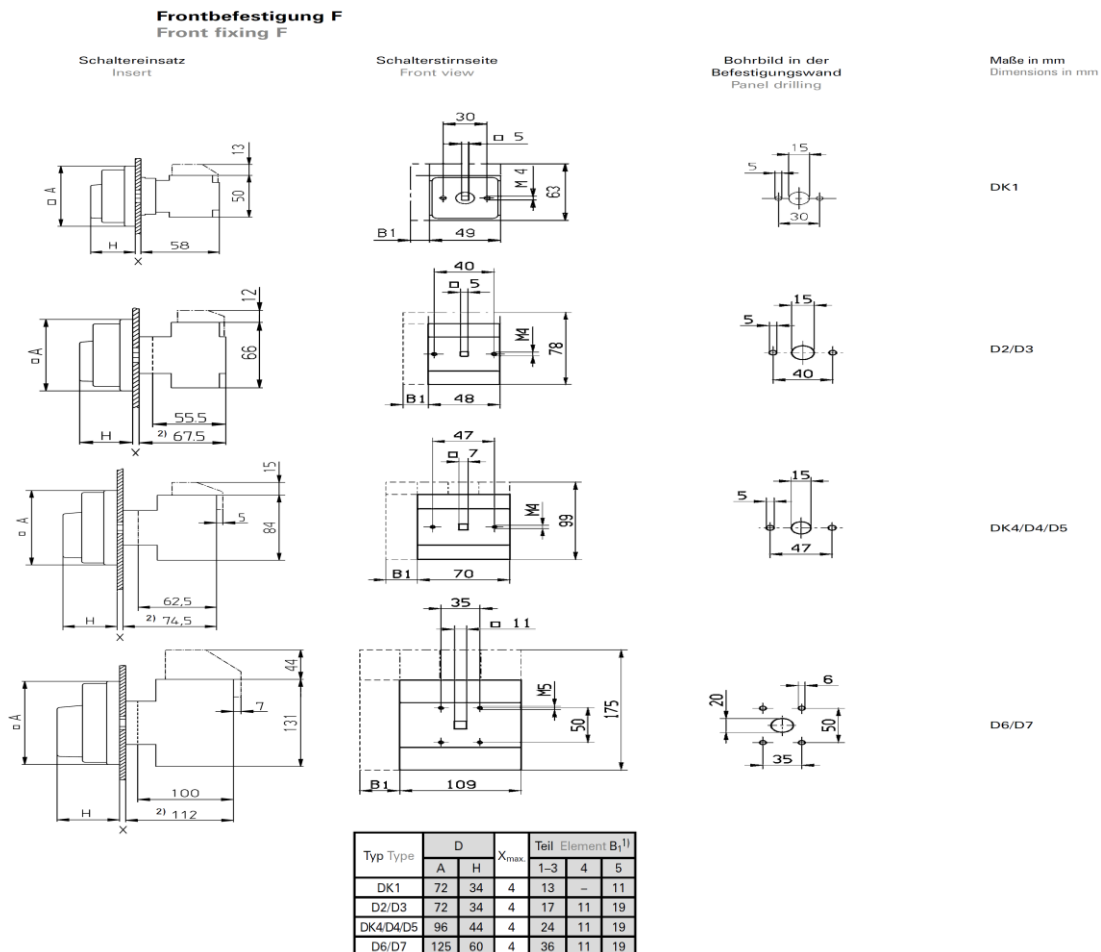 Frontbefestigung F
Front fixing F
Schaltereinsatz
Insert
Schalterstirnseite
Front view
Bohrbild in der
Befestigungswand
Panel drilling
Maße in mm
Dimensions in mm
□ A
13
50
H
58
X
30
□ 5
M 4
63
B1
49
15
5
30
DK1
□ A
12
66
55.5
H
2) 67.5
X
40
□ 5
M4
78
B1
48
15
5
40
D2/D3
□ A
15
84
5
62,5
H
2) 74,5
X
47
□ 7
M4
99
B1
70
15
5
47
DK4/D4/D5
□ A
44
131
7
100
H
2) 112
X
35
□ 11
M5
50
175
B1
109
20
6
50
35
D6/D7
Typ Type D Xmax. Teil Element B1 1)
A H 1–3 4 5
DK1 72 34 4 13 – 11
D2/D3 72 34 4 17 11 19
DK4/D4/D5 96 44 4 24 11 19
D6/D7 125 60 4 36 11 19